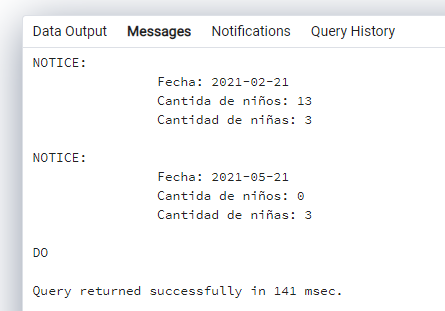 Data Output Messages Notifications Query History
NOTICE:
Fecha: 2021-02-21
Cantida de niños: 13
Cantidad de niñas: 3
NOTICE:
Fecha: 2021-05-21
Cantida de niños: 0
Cantidad de niñas: 3
DO
Query returned successfully in 141 msec.